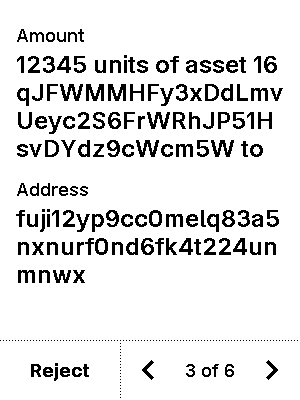 Amount
12345 units of asset 16
qJFWMMHFy3xDdLmv
Ueyc2S6FrWRhJP51H
svDYdz9cWcm5W to
Address
fuji12yp9cc0melq83a5
nxnurf0nd6fk4t224un
mnwx
Reject
3 of 6